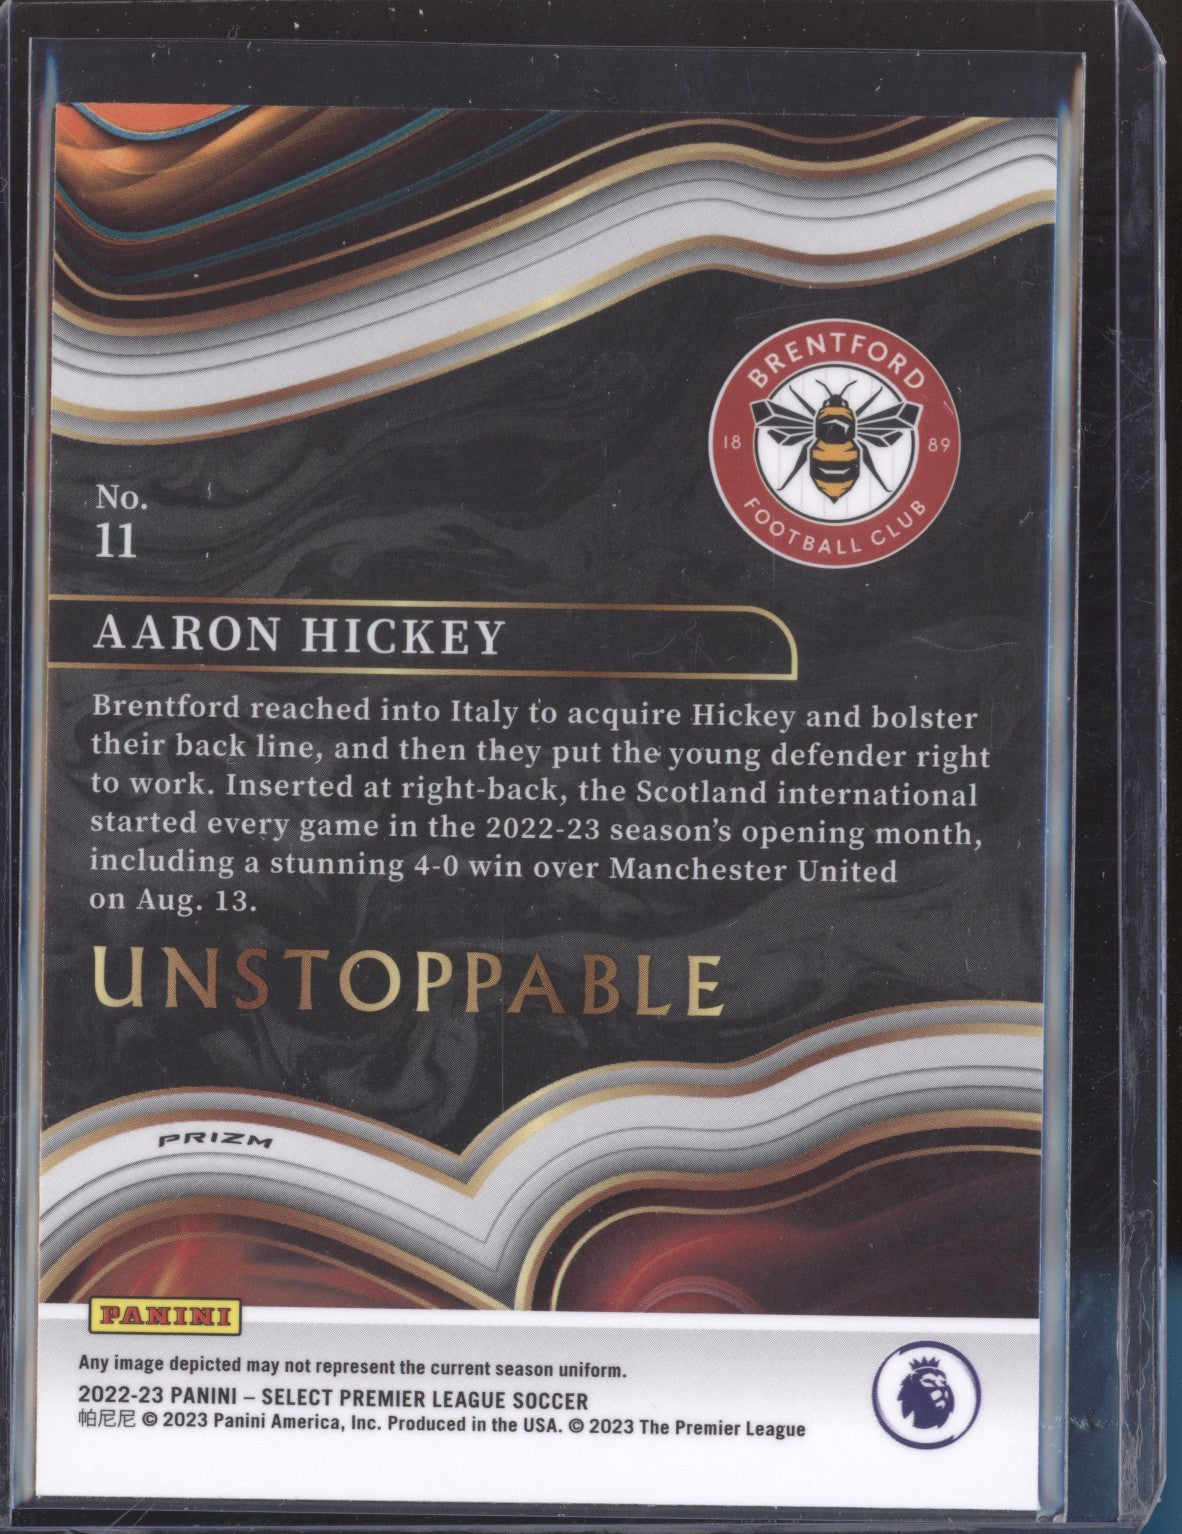 BRENTFORD
18 89
FOOTBALL CLUB
No.
11
AARON HICKEY
Brentford reached into Italy to acquire Hickey and bolster
their back line, and then they put the young defender right
to work. Inserted at right-back, the Scotland international
started every game in the 2022-23 season's opening month,
including a stunning 4-0 win over Manchester United
on Aug. 13.
UNSTOPPABLE
PRIZM
PANINI
Any image depicted may not represent the current season uniform.
2022-23 PANINI – SELECT PREMIER LEAGUE SOCCER
帕尼尼 © 2023 Panini America, Inc. Produced in the USA. © 2023 The Premier League